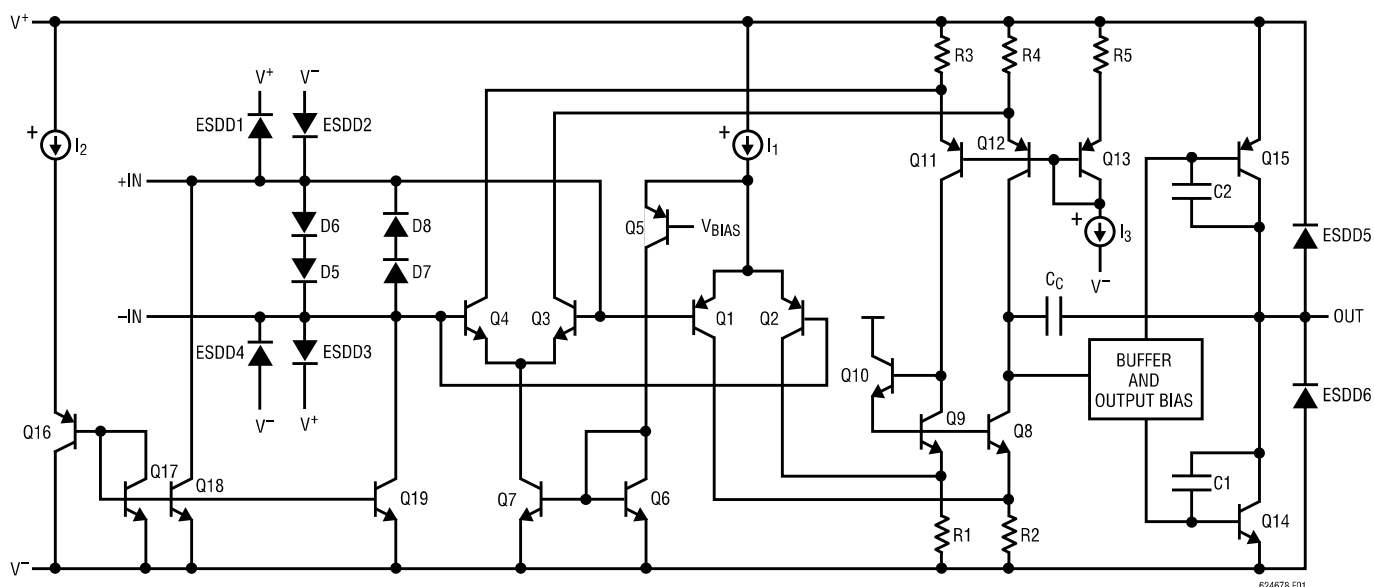 V+
R3
R4
R5
V+
V−
ESDD1
ESDD2
+
I2
+
I1
Q11
Q12
Q13
Q15
+IN
C2
D6
D8
Q5
VBIAS
+
I3
ESDD5
D5
D7
V−
CC
−IN
Q4
Q3
Q1
Q2
OUT
ESDD4
ESDD3
BUFFER
AND
OUTPUT BIAS
Q10
ESDD6
V−
V+
Q16
Q9
Q8
Q17
Q18
Q19
Q7
Q6
C1
Q14
R1
R2
V−
624678 F01